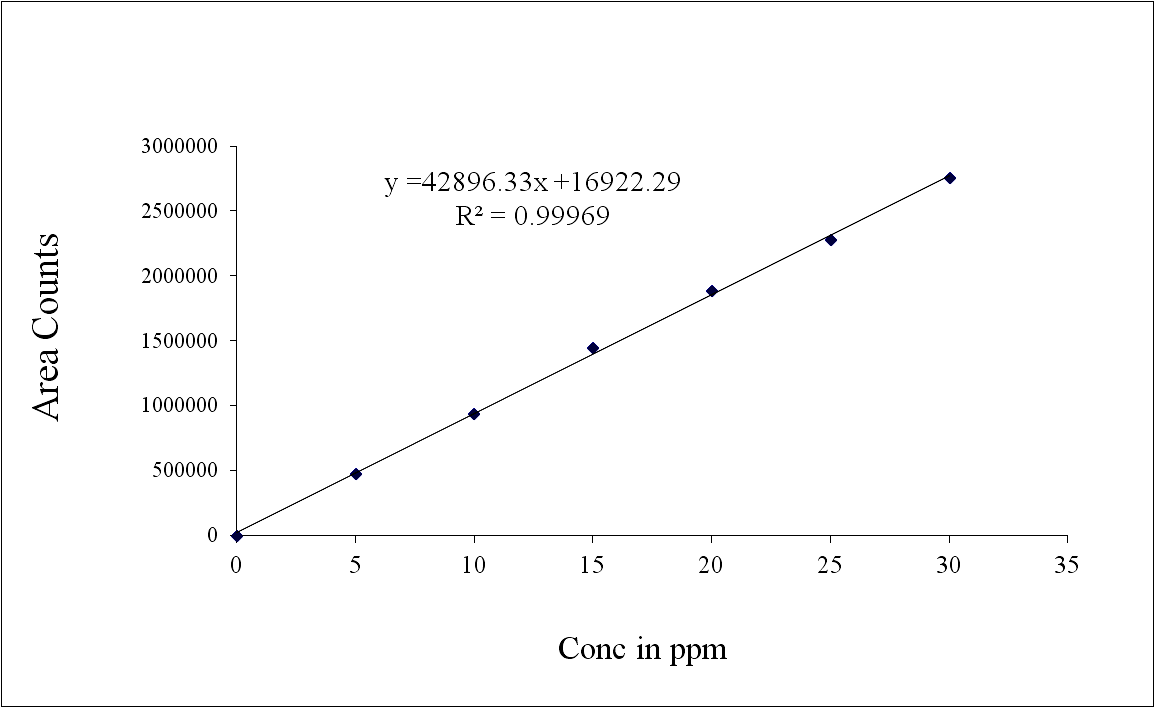 y =42896.33x +16922.29
R² = 0.99969
3000000
2500000
2000000
1500000
1000000
500000
0
0 5 10 15 20 25 30 35
Area Counts
Conc in ppm